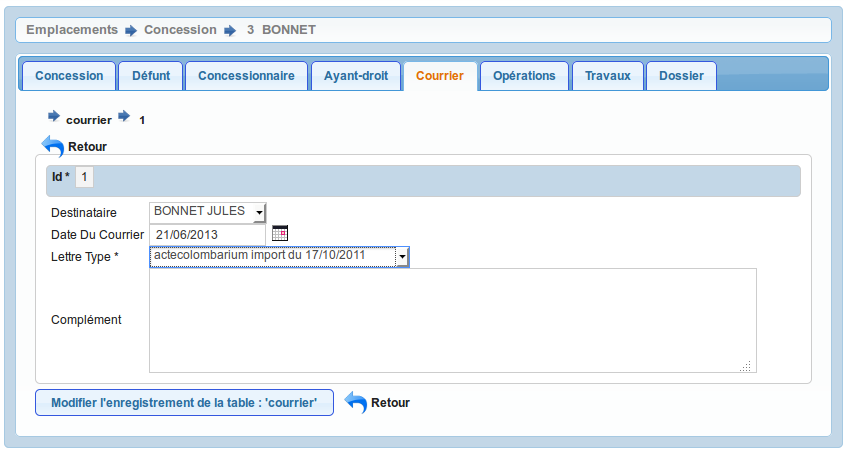 Emplacements Concession 3 BONNET
Concession Défunt Concessionnaire Ayant-droit Courrier Opérations Travaux Dossier
courrier 1
Retour
Id * 1
Destinataire BONNET JULES
Date Du Courrier 21/06/2013
Lettre Type * actecolombarium import du 17/10/2011
Complément
Modifier l'enregistrement de la table : 'courrier' Retour